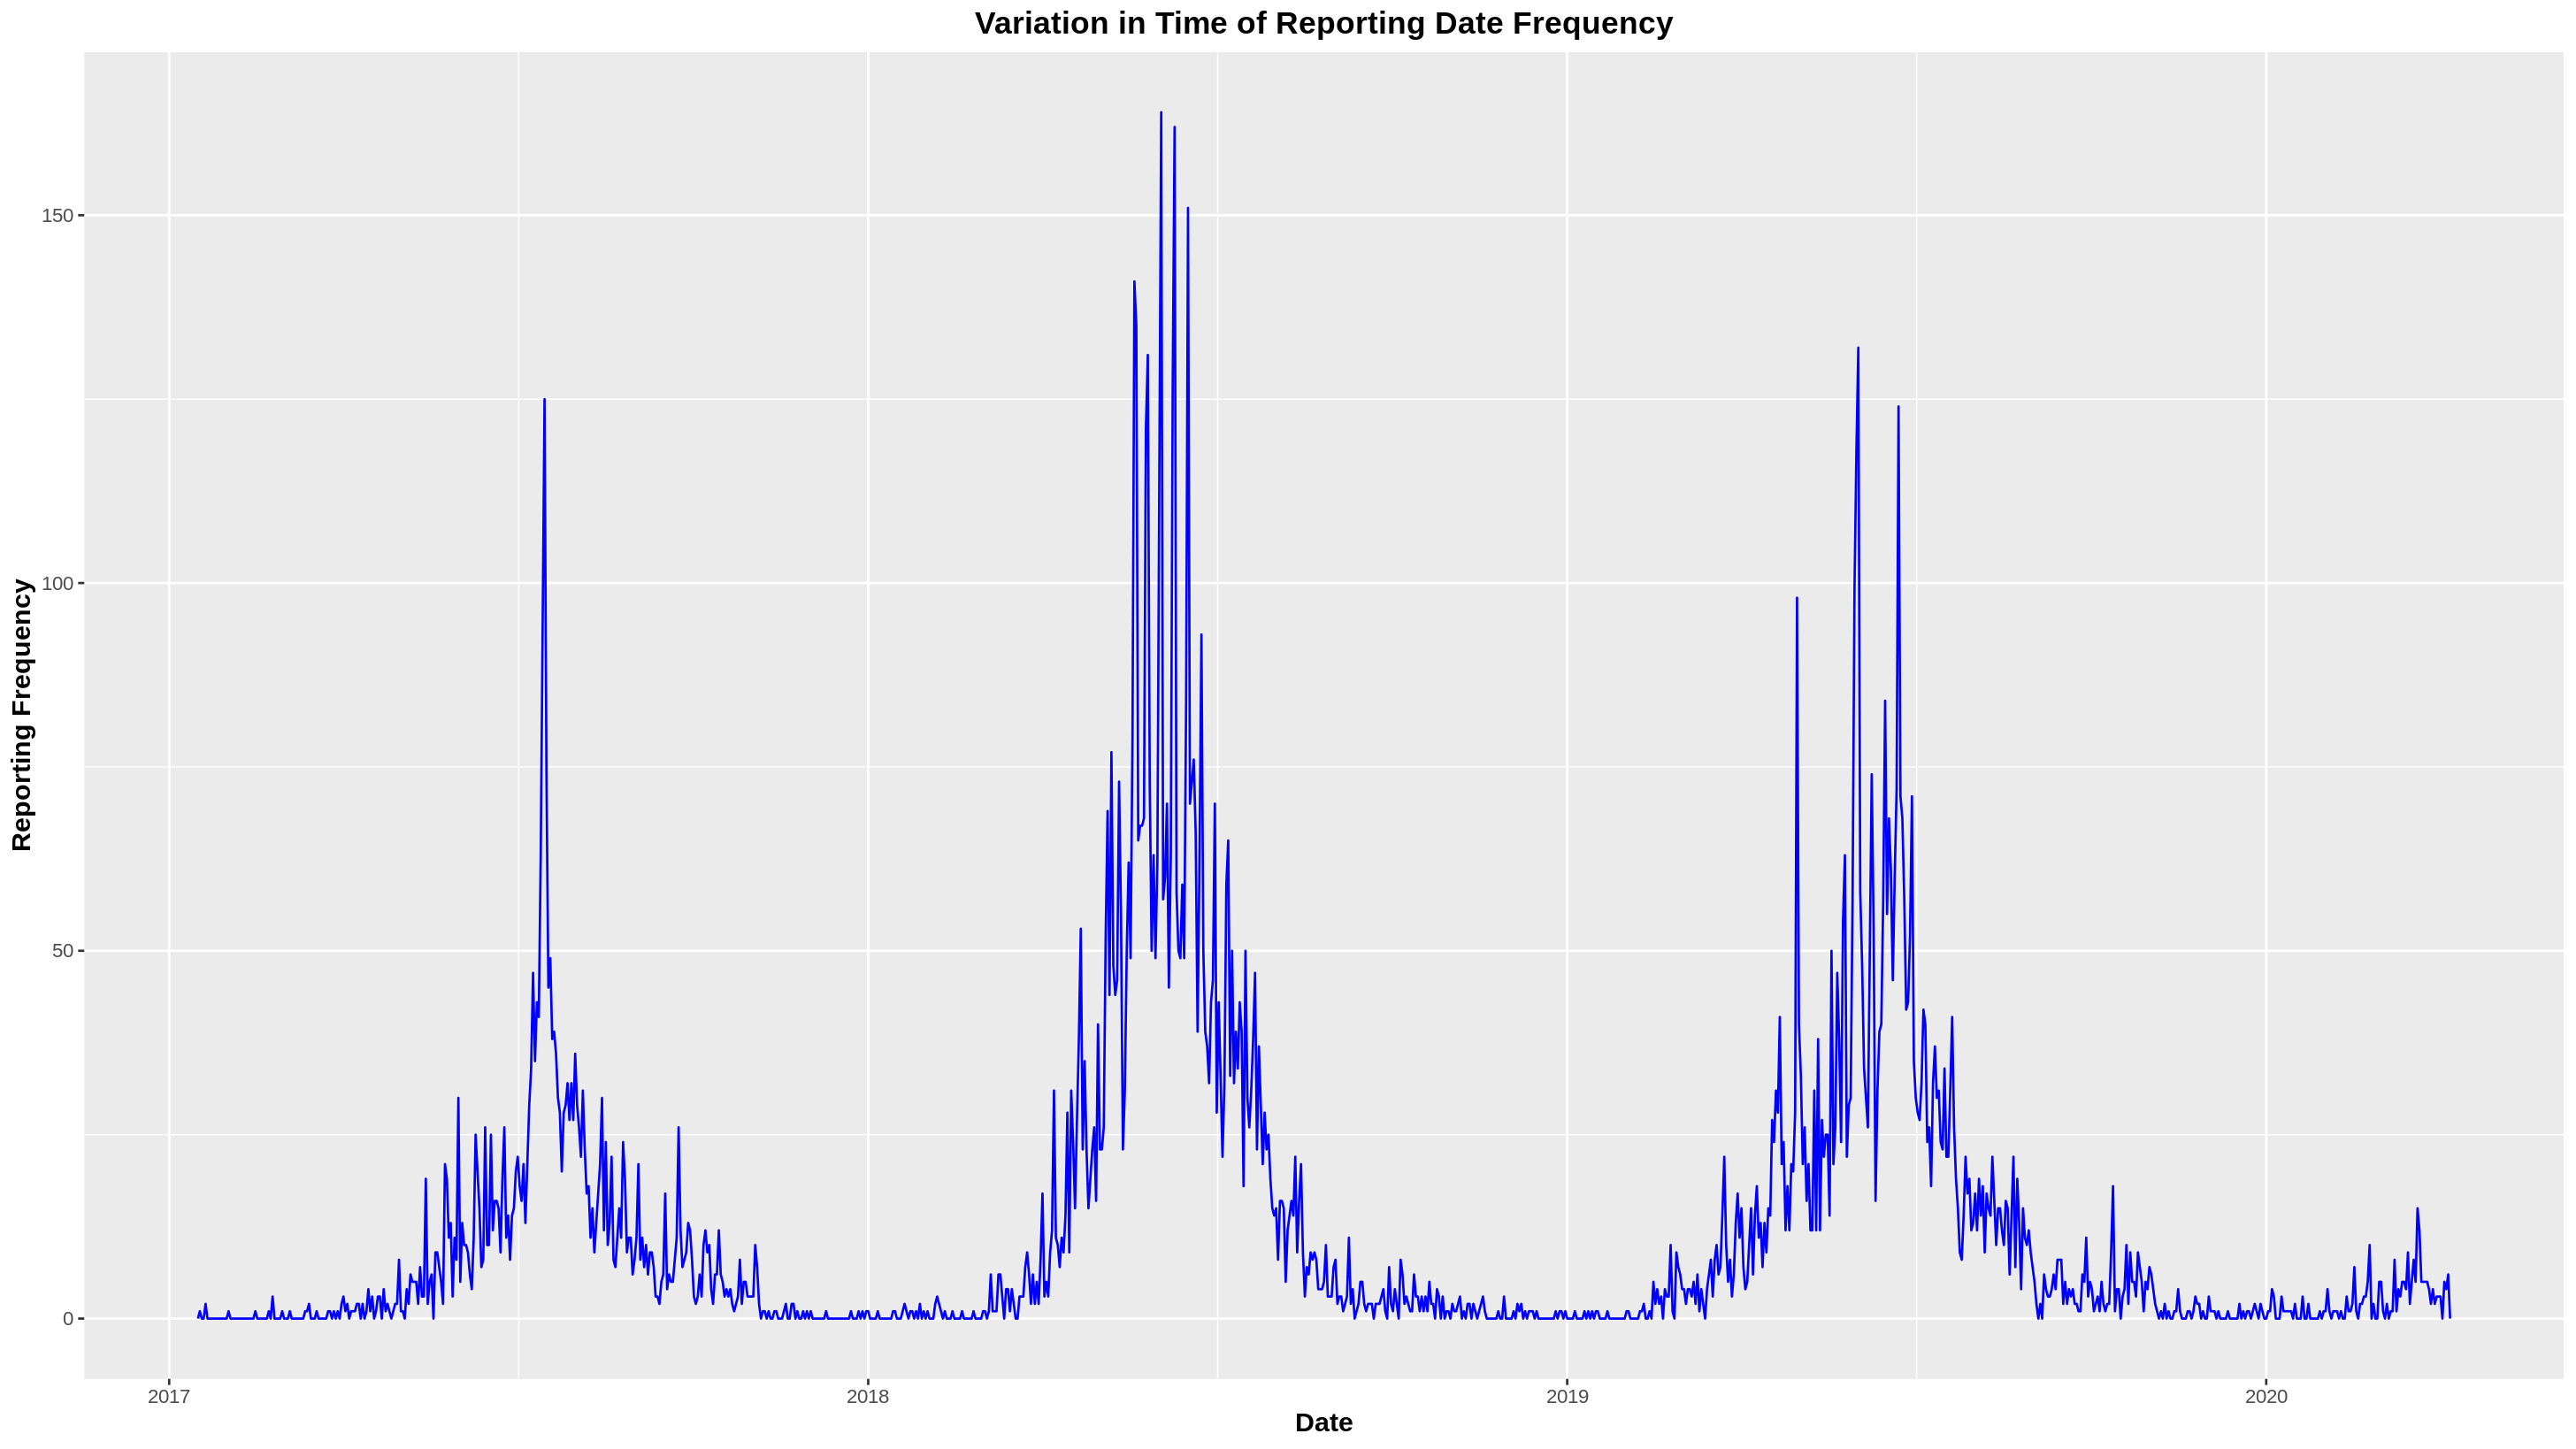 Variation in Time of Reporting Date Frequency
Reporting Frequency
150
100
50
0
2017 2018 2019 2020
Date